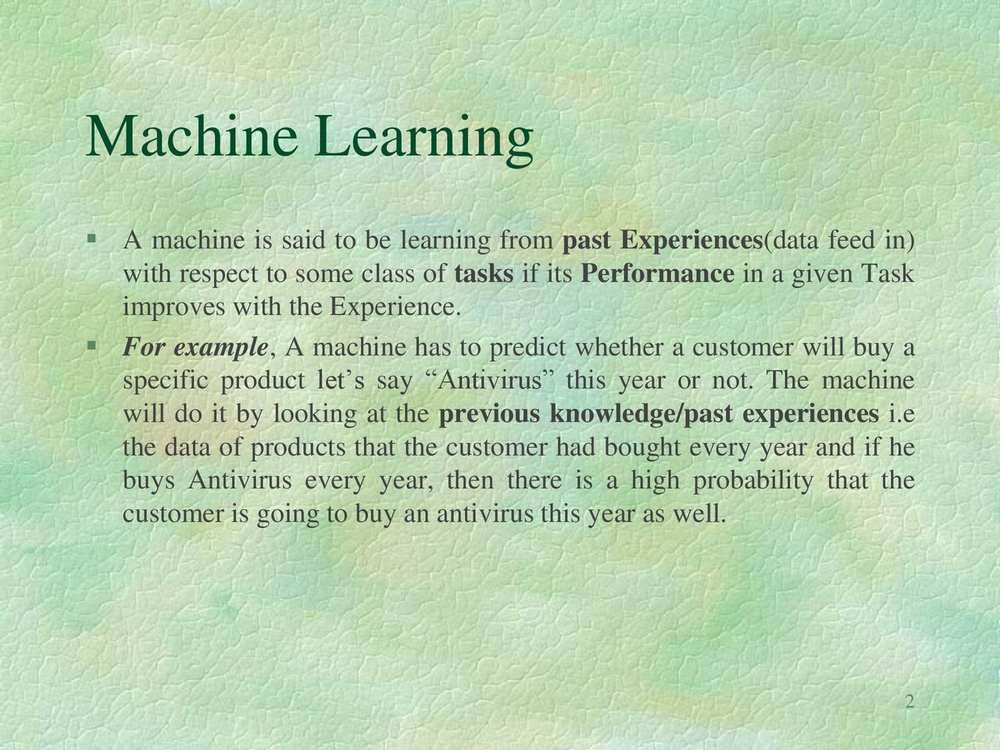 Machine Learning
▪ A machine is said to be learning from past Experiences(data feed in)
with respect to some class of tasks if its Performance in a given Task
improves with the Experience.
▪ For example, A machine has to predict whether a customer will buy a
specific product let’s say “Antivirus” this year or not. The machine
will do it by looking at the previous knowledge/past experiences i.e
the data of products that the customer had bought every year and if he
buys Antivirus every year, then there is a high probability that the
customer is going to buy an antivirus this year as well.
2